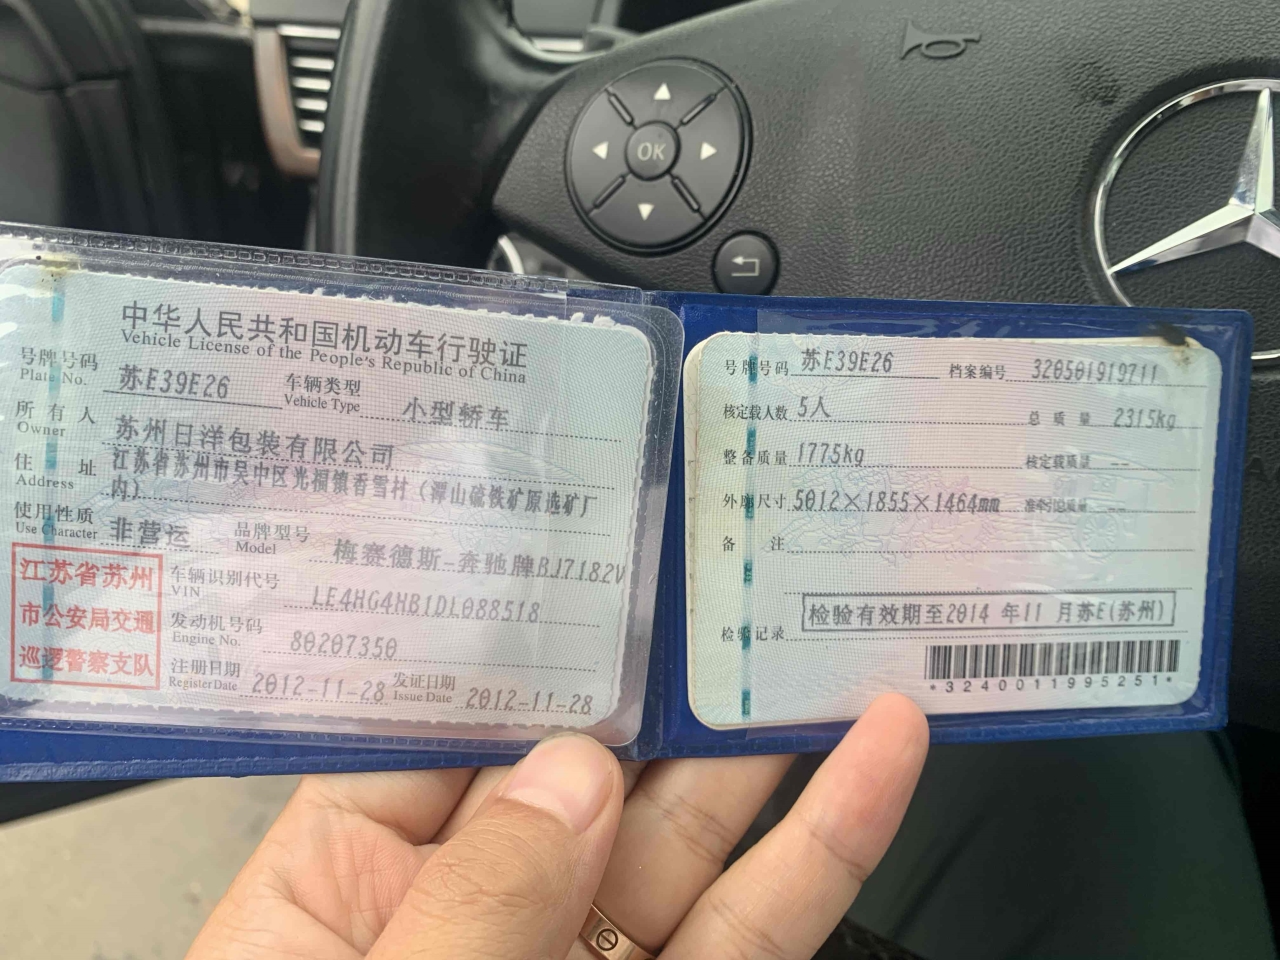 OK
中华人民共和国机动车行驶证
Vehicle License of the People's Republic of China
号牌号码 苏E39E26 车辆类型 小型轿车
Plate No. Vehicle Type
所有人 苏州日洋包装有限公司
Owner
住址 江苏省苏州市吴中区光福镇香雪村（潭山硫铁矿原选矿厂
Address 内）
使用性质 非营运 品牌型号 梅赛德斯-奔驰牌BJ7182V
Use Character Model
江苏省苏州
市公安局交通
巡逻警察支队
车辆识别代号 LE4HG4HB1DL088518
VIN
发动机号码 80207350
Engine No.
注册日期 2012-11-28 发证日期 2012-11-28
Register Date Issue Date
号牌号码 苏E39E26 档案编号 320501919711
核定载人数 5人 总质量 2315kg
整备质量 1775kg 核定载质量 --
外廓尺寸 5012×1855×1464mm 准牵引总质量 --
备注
检验记录 检验有效期至2014 年11 月苏E(苏州)
*3240011995251*